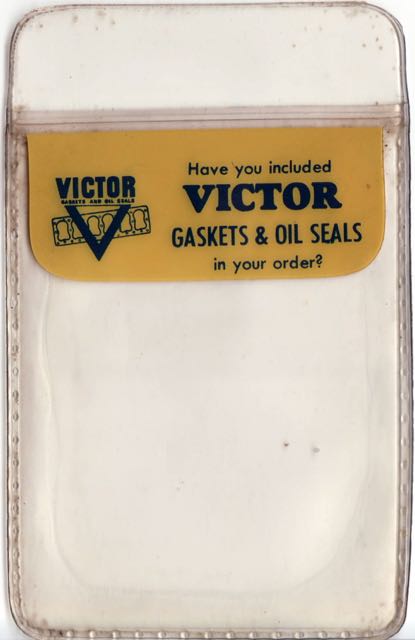 VICTOR
GASKETS AND OIL SEALS
Have you included
VICTOR
GASKETS & OIL SEALS
in your order?